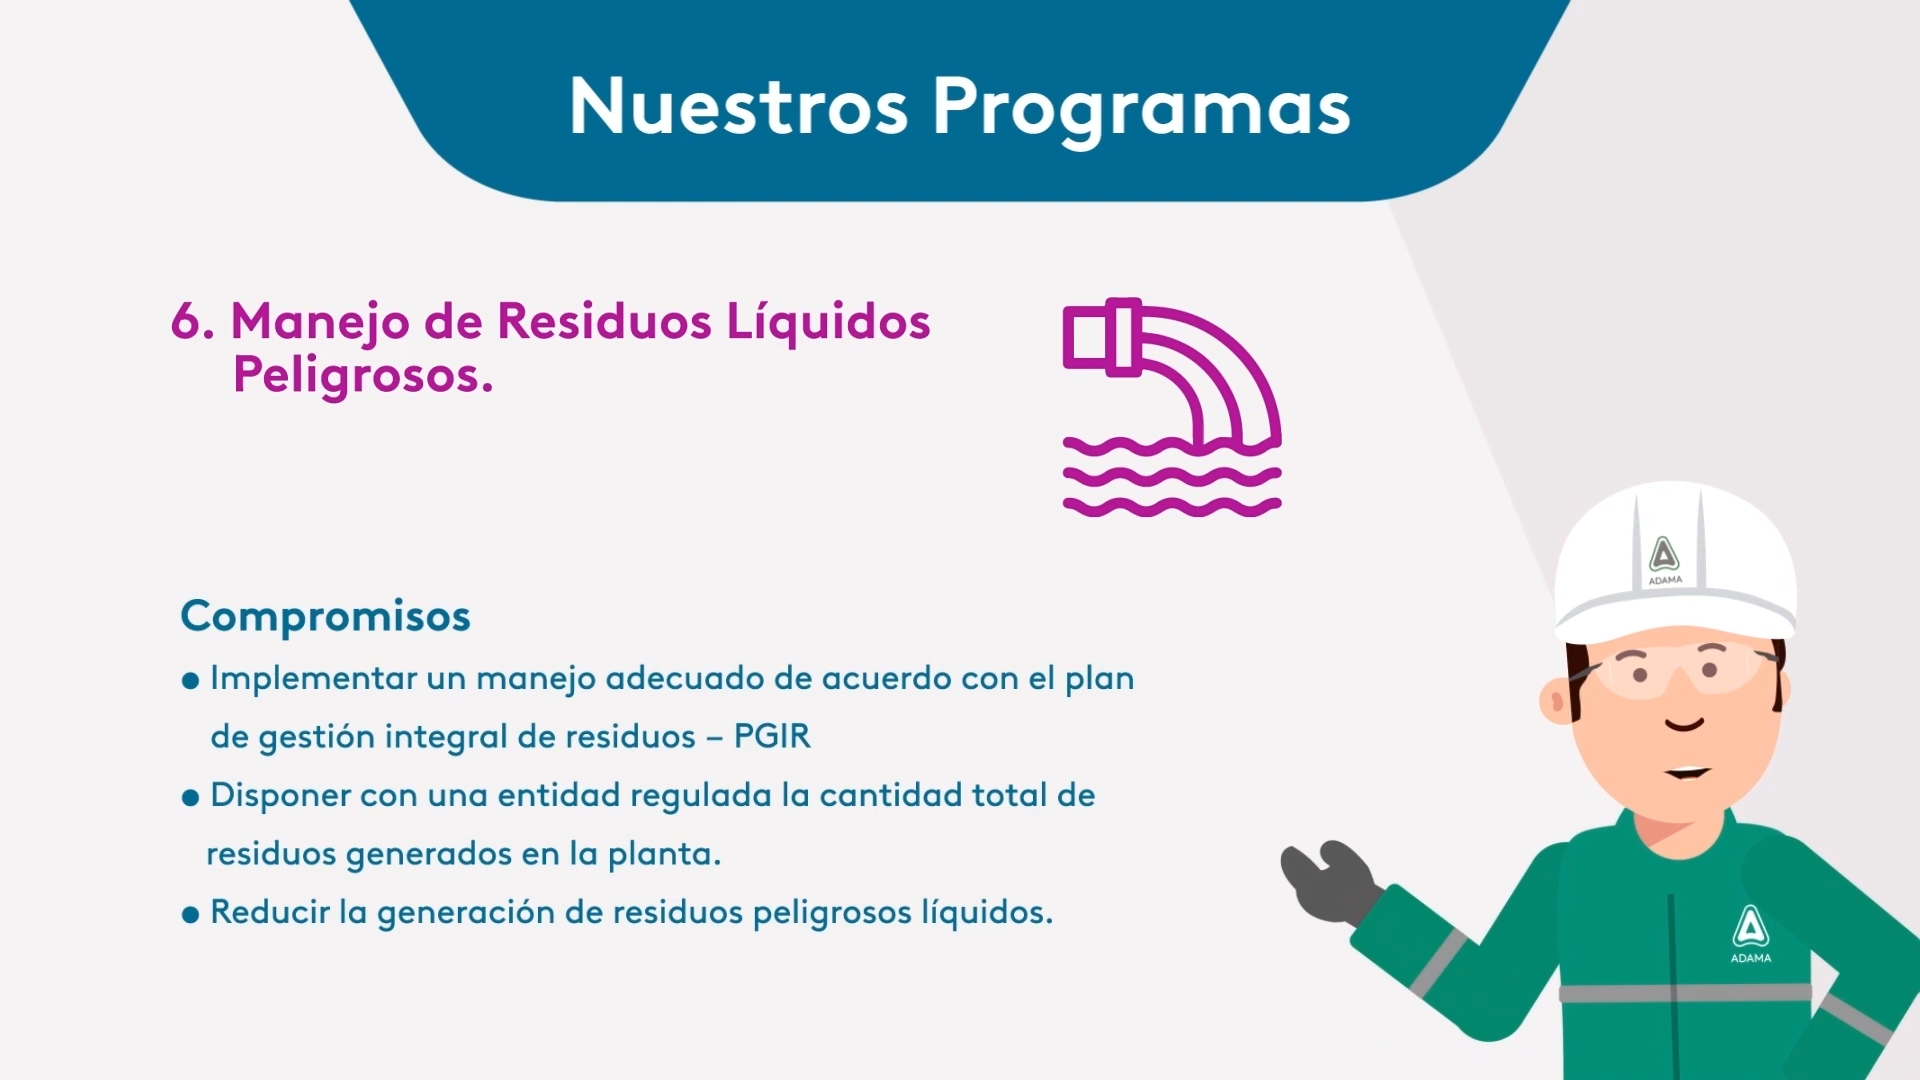 Nuestros Programas
6. Manejo de Residuos Líquidos
Peligrosos.
Compromisos
● Implementar un manejo adecuado de acuerdo con el plan
de gestión integral de residuos – PGIR
● Disponer con una entidad regulada la cantidad total de
residuos generados en la planta.
● Reducir la generación de residuos peligrosos líquidos.
ADAMA
ADAMA